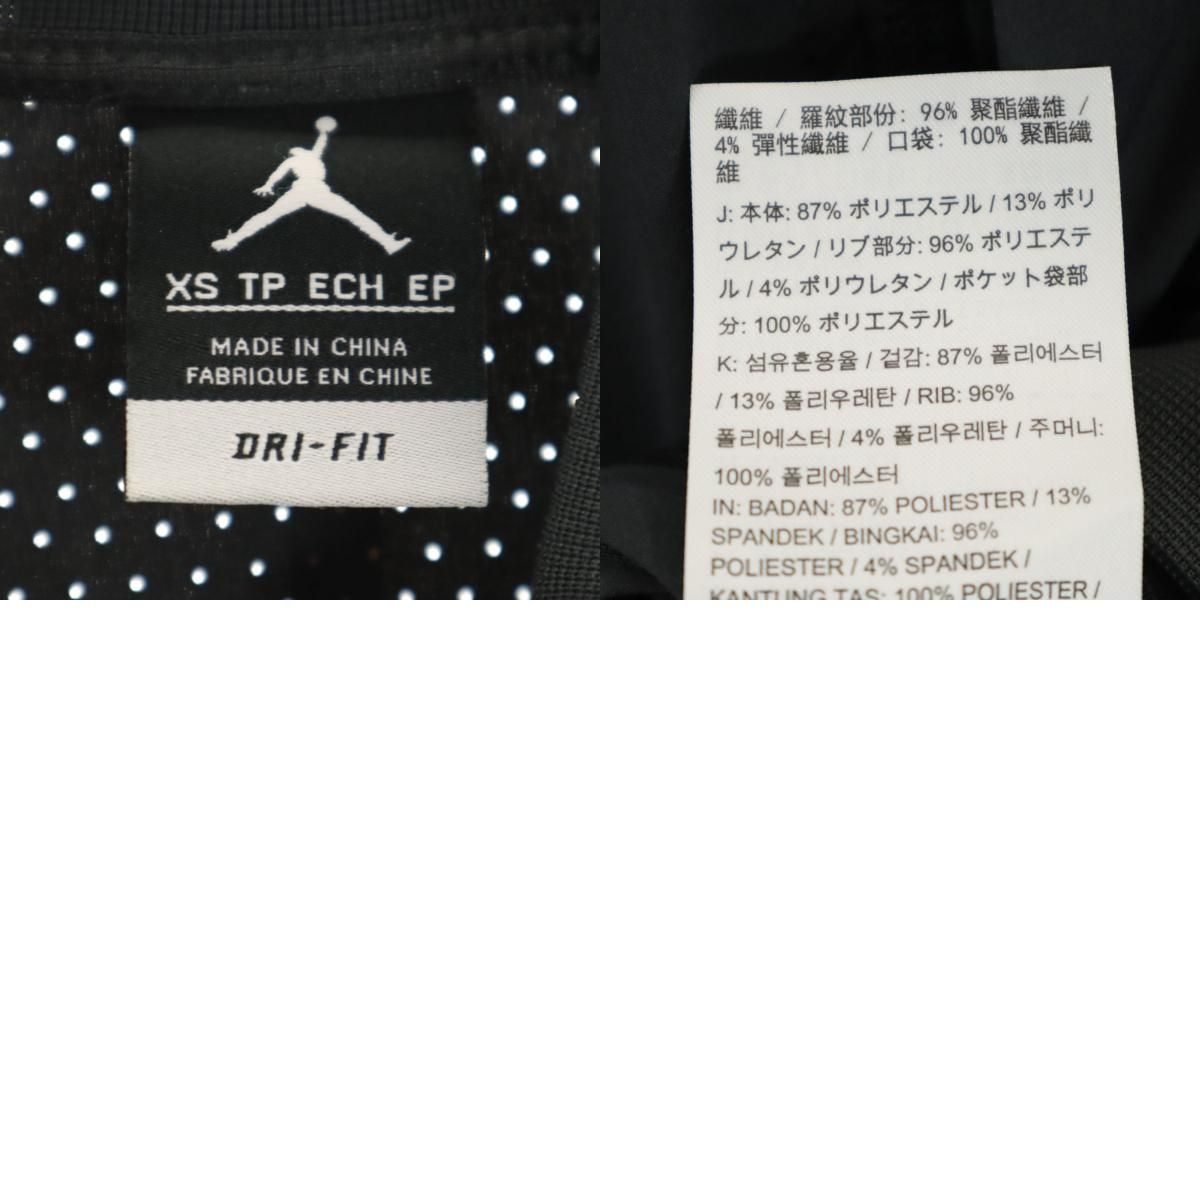 XS TP ECH EP
MADE IN CHINA
FABRIQUE EN CHINE
DRI-FIT
纖維 / 羅紋部份: 96% 聚酯纖維 /
4% 彈性纖維 / 口袋: 100% 聚酯纖
維
J: 本体: 87% ポリエステル / 13% ポリ
ウレタン / リブ部分: 96% ポリエステ
ル / 4% ポリウレタン / ポケット袋部
分: 100% ポリエステル
K: 섬유혼용율 / 겉감: 87% 폴리에스터
/ 13% 폴리우레탄 / RIB: 96%
폴리에스터 / 4% 폴리우레탄 / 주머니:
100% 폴리에스터
IN: BADAN: 87% POLIESTER / 13%
SPANDEK / BINGKAI: 96%
POLIESTER / 4% SPANDEK /
KANTUNG TAS: 100% POLIESTER /